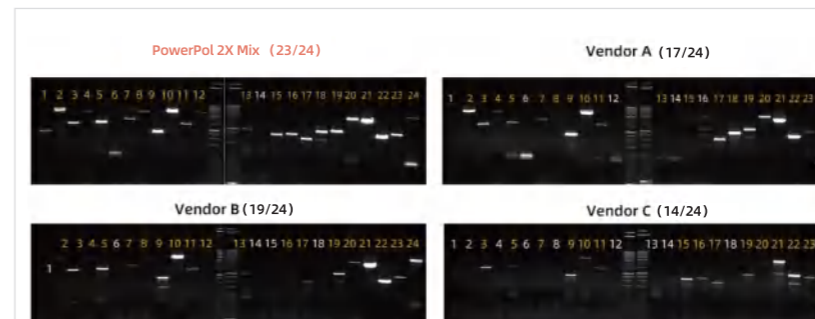 PowerPol 2X Mix (23/24)
Vendor A (17/24)
1 2 3 4 5 6 7 8 9 10 11 12 13 14 15 16 17 18 19 20 21 22 23 24
1 2 3 4 5 6 7 8 9 10 11 12 13 14 15 16 17 18 19 20 21 22 23
Vendor B (19/24)
Vendor C (14/24)
1 2 3 4 5 6 7 8 9 10 11 12 13 14 15 16 17 18 19 20 21 22 23 24
1 2 3 4 5 6 7 8 9 10 11 12 13 14 15 16 17 18 19 20 21 22 23